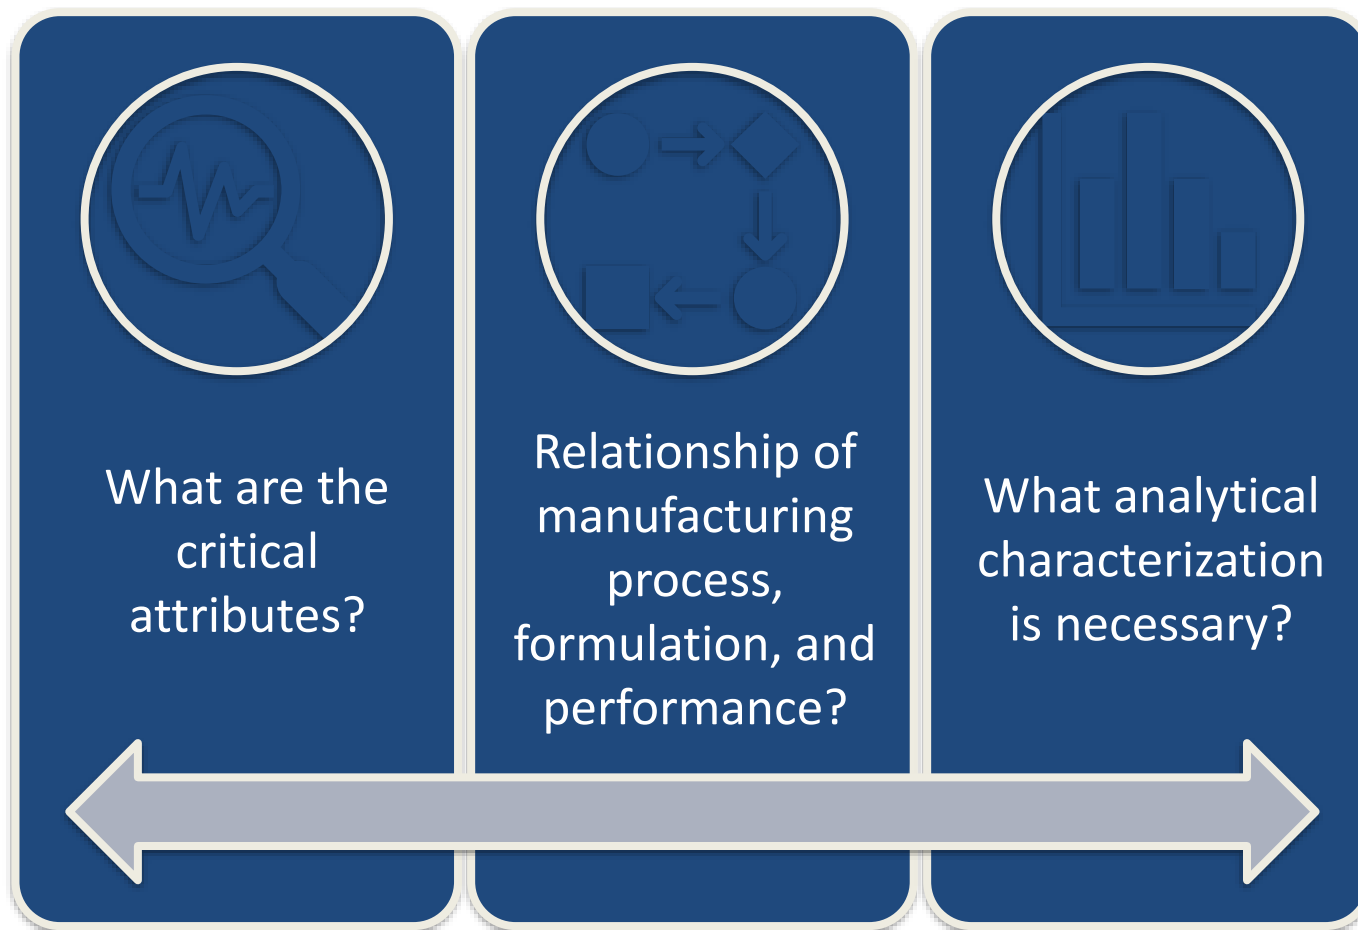 What are the
critical
attributes?
Relationship of
manufacturing
process,
formulation, and
performance?
What analytical
characterization
is necessary?